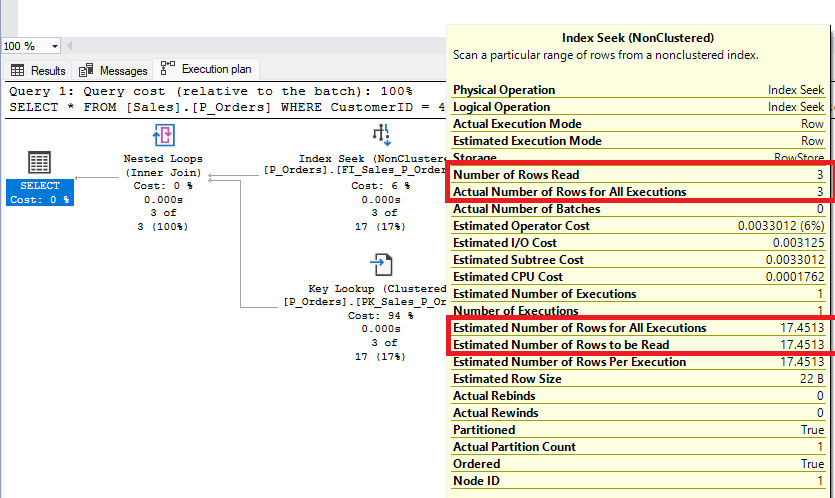 100 %
Results Messages Execution plan
Query 1: Query cost (relative to the batch): 100%
SELECT * FROM [Sales].[P_Orders] WHERE CustomerID = 4
SELECT
Cost: 0 %
Nested Loops
(Inner Join)
Cost: 0 %
0.000s
3 of
3 (100%)
Index Seek (NonCluster
[P_Orders].[FI_Sales_P_Order
Cost: 6 %
0.000s
3 of
17 (17%)
Key Lookup (Clustered
[P_Orders].[PK_Sales_P_Or
Cost: 94 %
0.000s
3 of
17 (17%)
Index Seek (NonClustered)
Scan a particular range of rows from a nonclustered index.
Physical Operation Index Seek
Logical Operation Index Seek
Actual Execution Mode Row
Estimated Execution Mode Row
Storage RowStore
Number of Rows Read 3
Actual Number of Rows for All Executions 3
Actual Number of Batches 0
Estimated Operator Cost 0.0033012 (6%)
Estimated I/O Cost 0.003125
Estimated Subtree Cost 0.0033012
Estimated CPU Cost 0.0001762
Estimated Number of Executions 1
Number of Executions 1
Estimated Number of Rows for All Executions 17.4513
Estimated Number of Rows to be Read 17.4513
Estimated Number of Rows Per Execution 17.4513
Estimated Row Size 22 B
Actual Rebinds 0
Actual Rewinds 0
Partitioned True
Actual Partition Count 1
Ordered True
Node ID 1